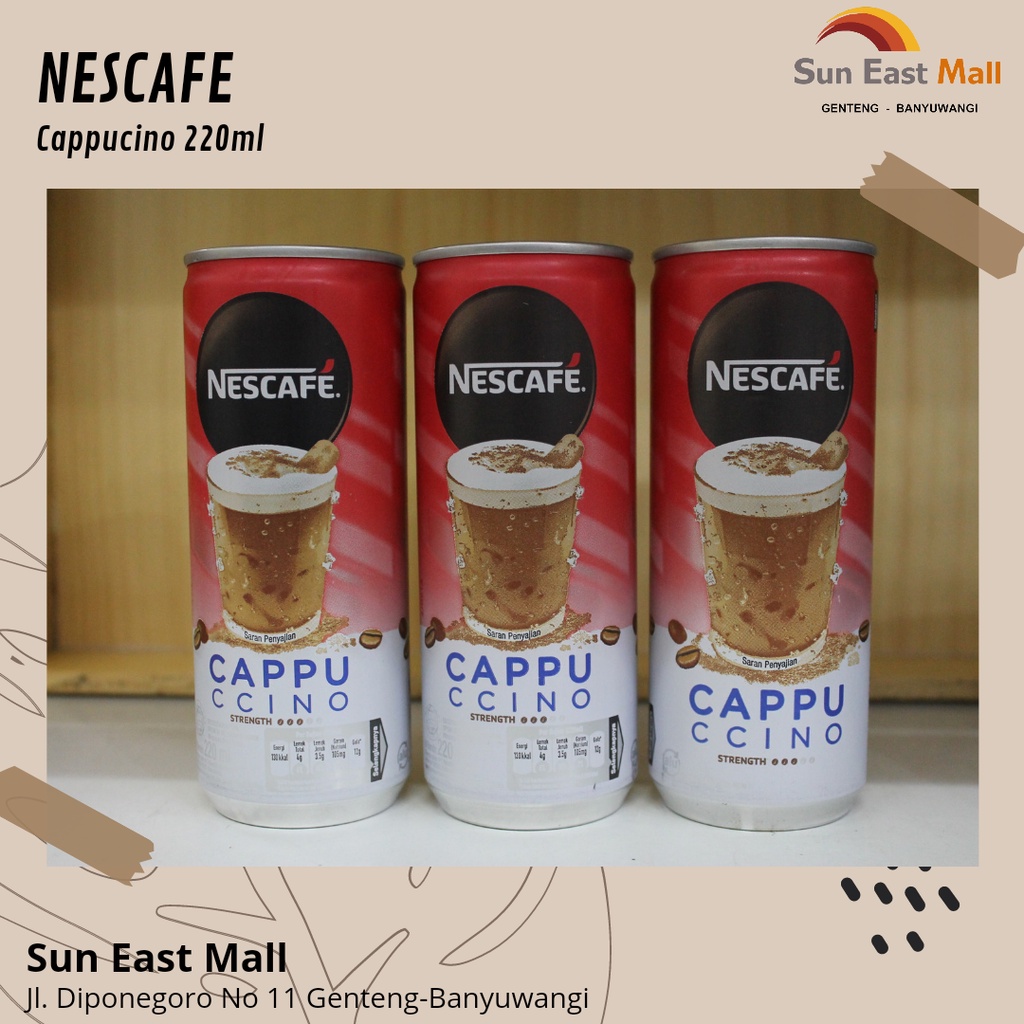 NESCAFE
Cappucino 220ml
Sun East Mall
GENTENG - BANYUWANGI
NESCAFÉ.
Saran Penyajian
CAPPU
CCINO
STRENGTH
NESCAFÉ.
Saran Penyajian
CAPPU
CCINO
STRENGTH
NESCAFÉ.
Saran Penyajian
CAPPU
CCINO
STRENGTH
Sun East Mall
Jl. Diponegoro No 11 Genteng-Banyuwangi